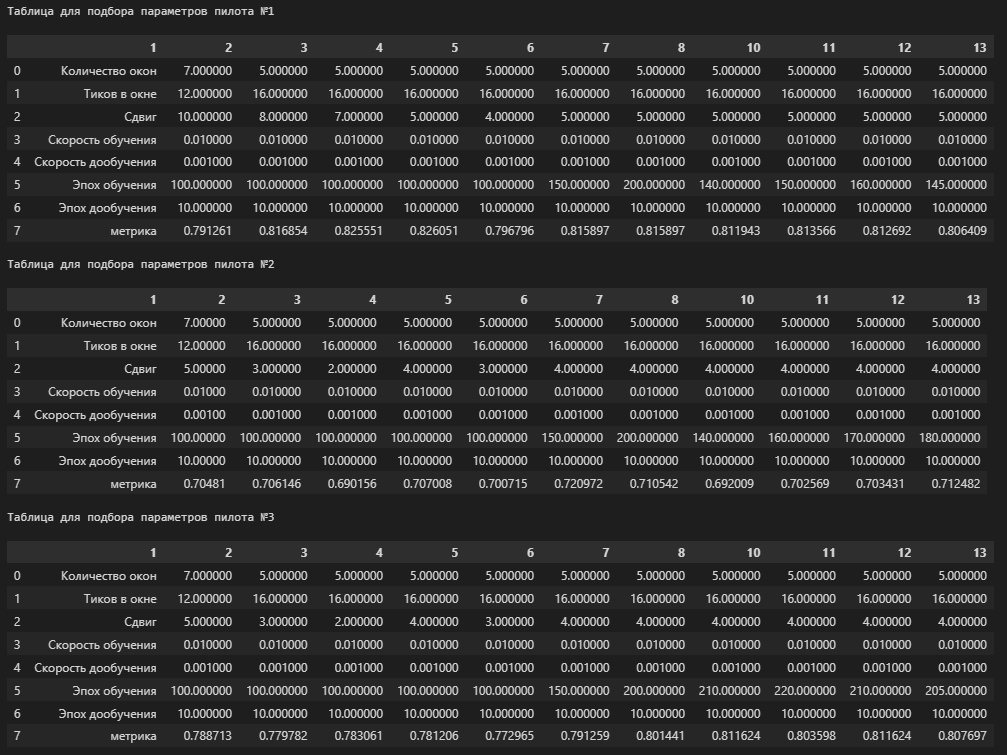 Таблица для подбора параметров пилота №1
1 2 3 4 5 6 7 8 10 11 12 13
0 Количество окон 7.000000 5.000000 5.000000 5.000000 5.000000 5.000000 5.000000 5.000000 5.000000 5.000000 5.000000
1 Тиков в окне 12.000000 16.000000 16.000000 16.000000 16.000000 16.000000 16.000000 16.000000 16.000000 16.000000 16.000000
2 Сдвиг 10.000000 8.000000 7.000000 5.000000 4.000000 5.000000 5.000000 5.000000 5.000000 5.000000 5.000000
3 Скорость обучения 0.010000 0.010000 0.010000 0.010000 0.010000 0.010000 0.010000 0.010000 0.010000 0.010000 0.010000
4 Скорость дообучения 0.001000 0.001000 0.001000 0.001000 0.001000 0.001000 0.001000 0.001000 0.001000 0.001000 0.001000
5 Эпох обучения 100.000000 100.000000 100.000000 100.000000 100.000000 150.000000 200.000000 140.000000 150.000000 160.000000 145.000000
6 Эпох дообучения 10.000000 10.000000 10.000000 10.000000 10.000000 10.000000 10.000000 10.000000 10.000000 10.000000 10.000000
7 метрика 0.791261 0.816854 0.825551 0.826051 0.796796 0.815897 0.815897 0.811943 0.813566 0.812692 0.806409
Таблица для подбора параметров пилота №2
1 2 3 4 5 6 7 8 10 11 12 13
0 Количество окон 7.00000 5.000000 5.000000 5.000000 5.000000 5.000000 5.000000 5.000000 5.000000 5.000000 5.000000
1 Тиков в окне 12.00000 16.000000 16.000000 16.000000 16.000000 16.000000 16.000000 16.000000 16.000000 16.000000 16.000000
2 Сдвиг 5.00000 3.000000 2.000000 4.000000 3.000000 4.000000 4.000000 4.000000 4.000000 4.000000 4.000000
3 Скорость обучения 0.01000 0.010000 0.010000 0.010000 0.010000 0.010000 0.010000 0.010000 0.010000 0.010000 0.010000
4 Скорость дообучения 0.00100 0.001000 0.001000 0.001000 0.001000 0.001000 0.001000 0.001000 0.001000 0.001000 0.001000
5 Эпох обучения 100.00000 100.000000 100.000000 100.000000 100.000000 150.000000 200.000000 140.000000 160.000000 170.000000 180.000000
6 Эпох дообучения 10.00000 10.000000 10.000000 10.000000 10.000000 10.000000 10.000000 10.000000 10.000000 10.000000 10.000000
7 метрика 0.70481 0.706146 0.690156 0.707008 0.700715 0.720972 0.710542 0.692009 0.702569 0.703431 0.712482
Таблица для подбора параметров пилота №3
1 2 3 4 5 6 7 8 10 11 12 13
0 Количество окон 7.000000 5.000000 5.000000 5.000000 5.000000 5.000000 5.000000 5.000000 5.000000 5.000000 5.000000
1 Тиков в окне 12.000000 16.000000 16.000000 16.000000 16.000000 16.000000 16.000000 16.000000 16.000000 16.000000 16.000000
2 Сдвиг 5.000000 3.000000 2.000000 4.000000 3.000000 4.000000 4.000000 4.000000 4.000000 4.000000 4.000000
3 Скорость обучения 0.010000 0.010000 0.010000 0.010000 0.010000 0.010000 0.010000 0.010000 0.010000 0.010000 0.010000
4 Скорость дообучения 0.001000 0.001000 0.001000 0.001000 0.001000 0.001000 0.001000 0.001000 0.001000 0.001000 0.001000
5 Эпох обучения 100.000000 100.000000 100.000000 100.000000 100.000000 150.000000 200.000000 210.000000 220.000000 210.000000 205.000000
6 Эпох дообучения 10.000000 10.000000 10.000000 10.000000 10.000000 10.000000 10.000000 10.000000 10.000000 10.000000 10.000000
7 метрика 0.788713 0.779782 0.783061 0.781206 0.772965 0.791259 0.801441 0.811624 0.803598 0.811624 0.807697